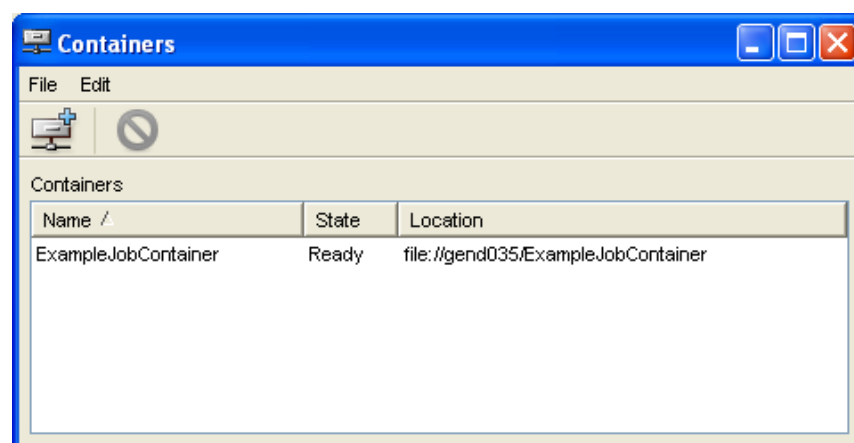 Containers
File Edit
Containers
Name State Location
ExampleJobContainer Ready file://gend035/ExampleJobContainer